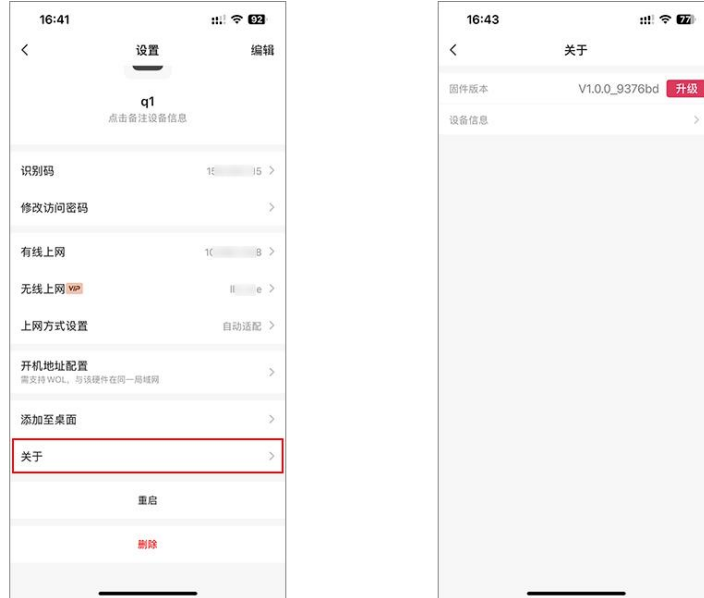 16:41
92
设置
编辑
q1
点击备注设备信息
识别码
修改访问密码
有线上网
无线上网 VIP
上网方式设置 自动适配
开机地址配置
需支持WOL，与该硬件在同一局域网
添加至桌面
关于
重启
删除
16:43
77
关于
固件版本 V1.0.0_9376bd 升级
设备信息